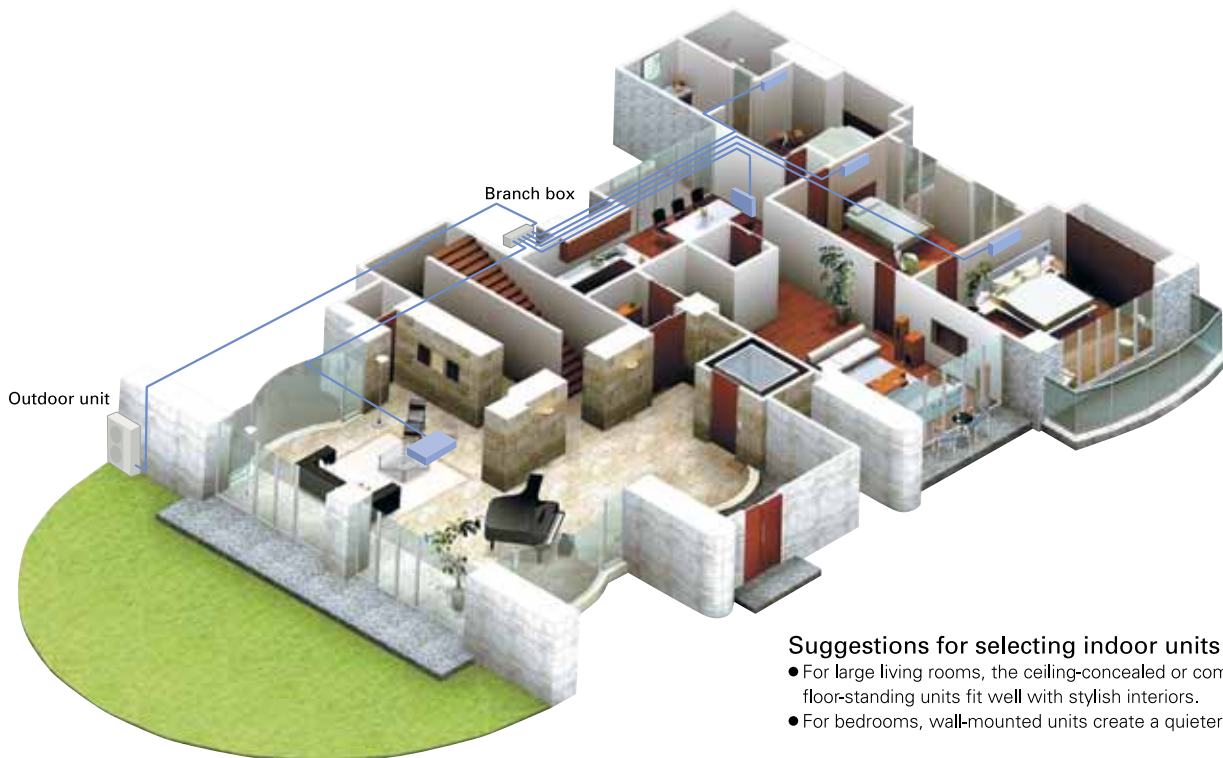 Branch box
Outdoor unit
Suggestions for selecting indoor units
● For large living rooms, the ceiling-concealed or
floor-standing units fit well with stylish interiors.
● For bedrooms, wall-mounted units create a quieter